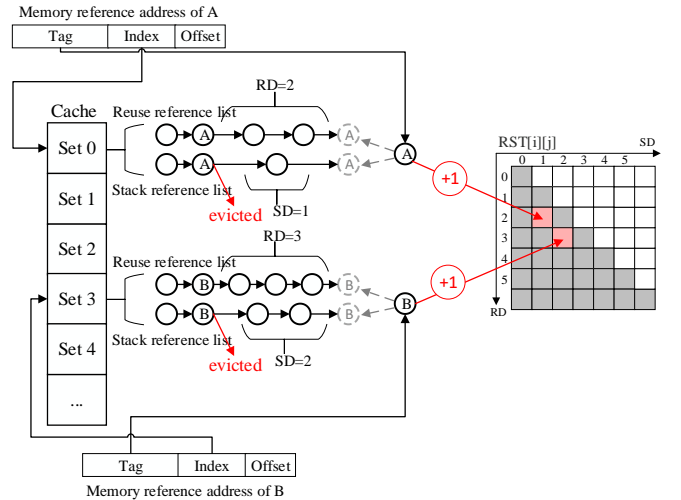 Memory reference address of A
Tag Index Offset
RD=2
Cache
Reuse reference list
A A
Set 0
A A
A
Stack reference list
+1
RST[i][j] SD
0 1 2 3 4 5
0
1
2
3
4
5
RD
Set 1
evicted
SD=1
Set 2
RD=3
Reuse reference list
B B
Set 3
B B
B
+1
Stack reference list
Set 4
SD=2
evicted
...
Tag Index Offset
Memory reference address of B